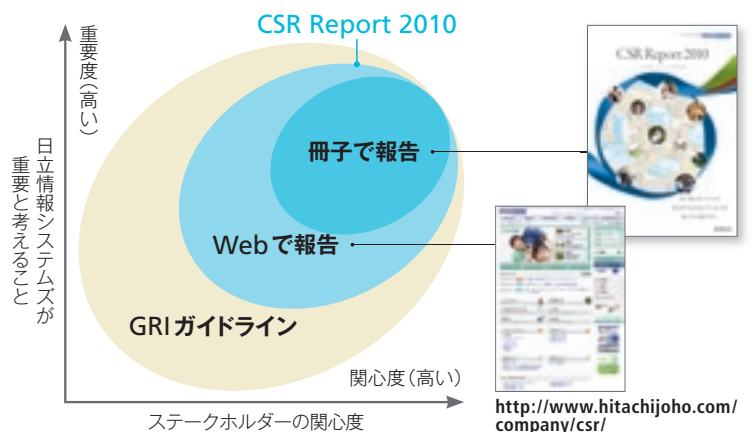 CSR Report 2010
重要度(高い)
日立情報システムズが
重要と考えること
冊子で報告
Webで報告
GRIガイドライン
関心度(高い)
ステークホルダーの関心度
CSR Report 2010
http://www.hitachijoho.com/
company/csr/